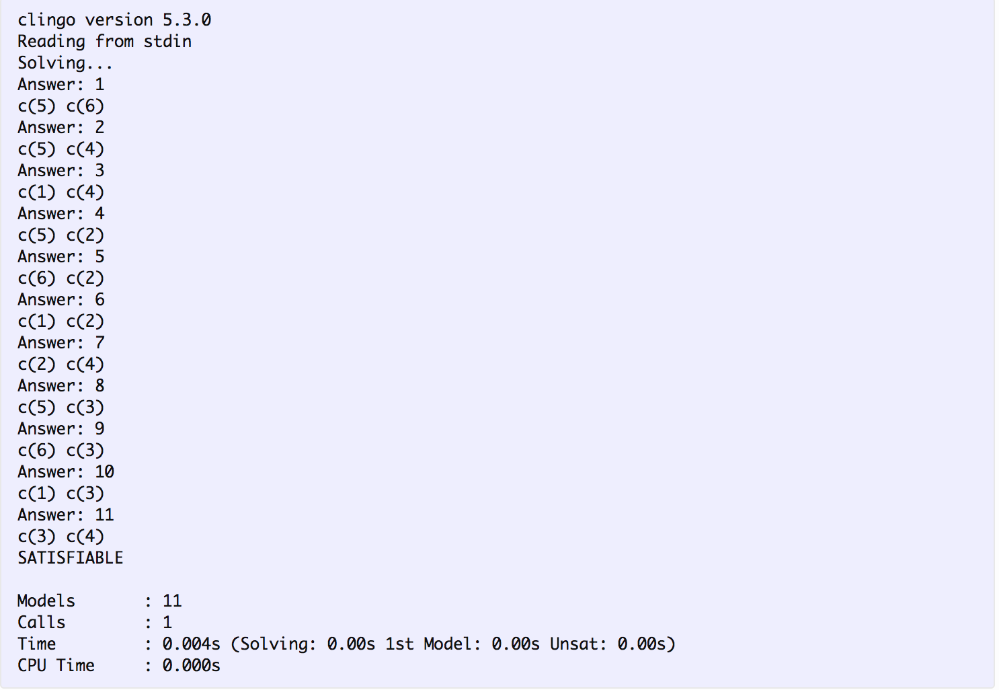 clingo version 5.3.0
Reading from stdin
Solving...
Answer: 1
c(5) c(6)
Answer: 2
c(5) c(4)
Answer: 3
c(1) c(4)
Answer: 4
c(5) c(2)
Answer: 5
c(6) c(2)
Answer: 6
c(1) c(2)
Answer: 7
c(2) c(4)
Answer: 8
c(5) c(3)
Answer: 9
c(6) c(3)
Answer: 10
c(1) c(3)
Answer: 11
c(3) c(4)
SATISFIABLE

Models       : 11
Calls        : 1
Time         : 0.004s (Solving: 0.00s 1st Model: 0.00s Unsat: 0.00s)
CPU Time     : 0.000s